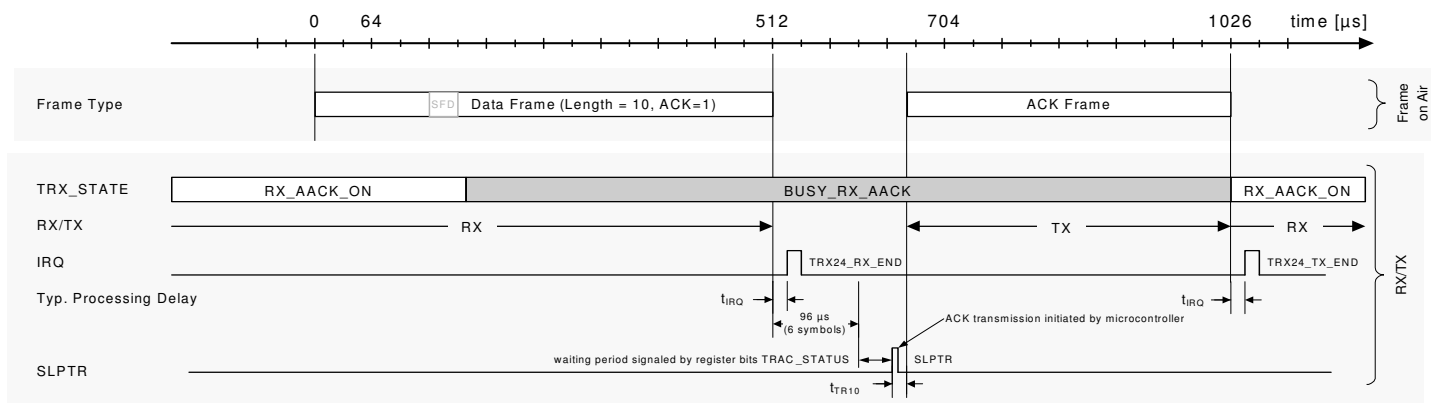 0 64 512 704 1026 time [µs]
Frame Type
SFD
Data Frame (Length = 10, ACK=1)
ACK Frame
Frame
on Air
TRX_STATE
RX_AACK_ON
BUSY_RX_AACK
RX_AACK_ON
RX/TX
RX
TX
RX
IRQ
TRX24_RX_END
TRX24_TX_END
RX/TX
Typ. Processing Delay
tIRQ
tIRQ
96 µs
(6 symbols)
ACK transmission initiated by microcontroller
waiting period signaled by register bits TRAC_STATUS
SLPTR
SLPTR
tTR10